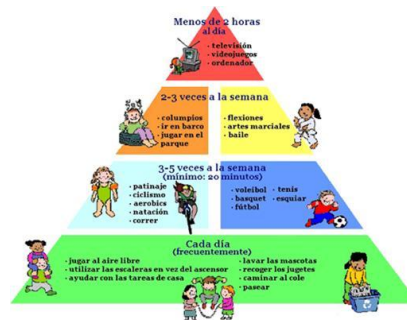 Menos de 2 horas
al día
· televisión
· videojuegos
· ordenador
2-3 veces a la semana
· columpios
· ir en barco
· jugar en el
parque
· flexiones
· artes marciales
· baile
3-5 veces a la semana
(mínimo: 20 minutos)
· patinaje
· ciclismo
· aerobics
· natación
· correr
· voleibol · tenis
· basquet · esquiar
· fútbol
Cada día
(frecuentemente)
· jugar al aire libre
· utilizar las escaleras en vez del ascensor
· ayudar con las tareas de casa
· lavar las mascotas
· recoger los jugetes
· caminar al cole
· pasear